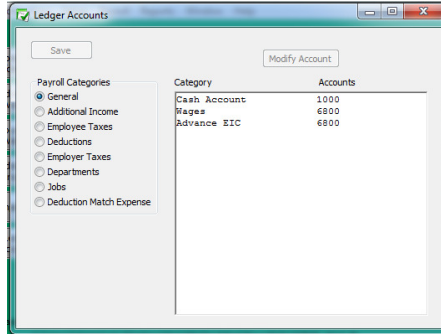 Ledger Accounts
Save
Modify Account
Payroll Categories
General
Additional Income
Employee Taxes
Deductions
Employer Taxes
Departments
Jobs
Deduction Match Expense
Category Accounts
Cash Account 1000
Wages 6800
Advance EIC 6800